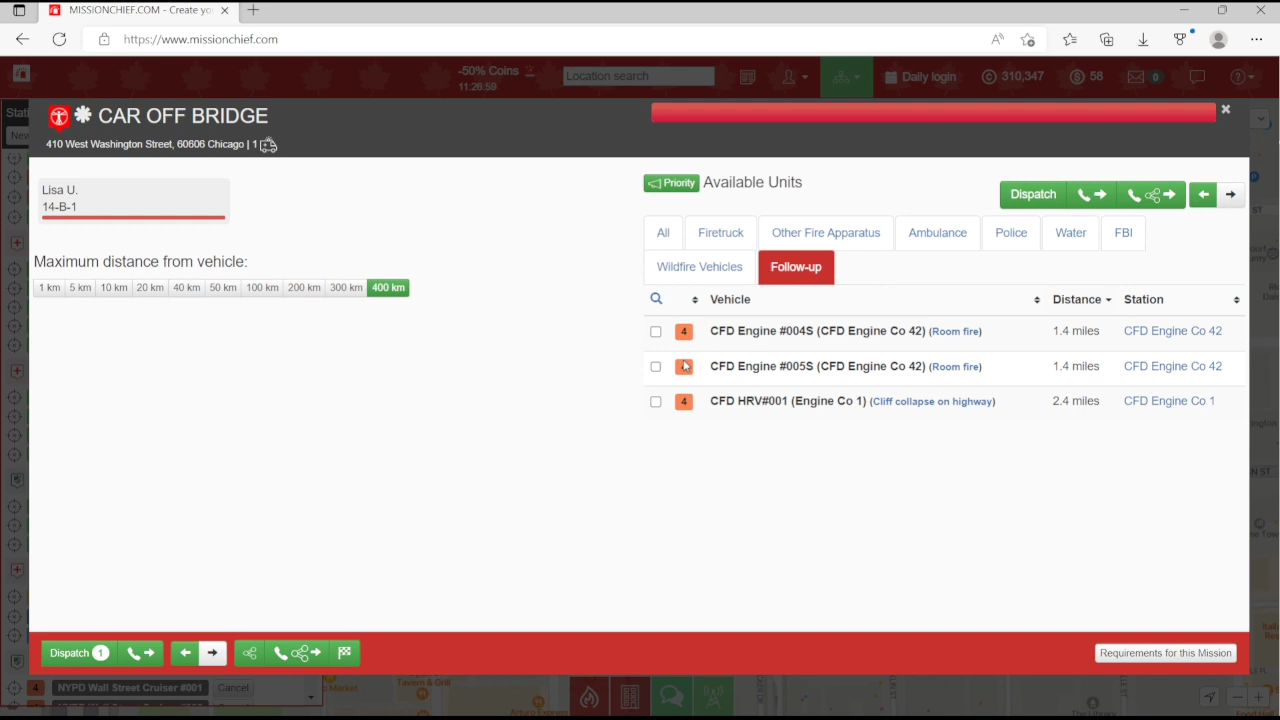 MISSIONCHIEF.COM - Create yo
https://www.missionchief.com
-50% Coins
11:26:59
Location search
Daily login
310,347
58
0
CAR OFF BRIDGE
410 West Washington Street, 60606 Chicago | 1
Lisa U.
14-B-1
Maximum distance from vehicle:
1 km 5 km 10 km 20 km 40 km 50 km 100 km 200 km 300 km 400 km
Priority Available Units
Dispatch
All Firetruck Other Fire Apparatus Ambulance Police Water FBI
Wildfire Vehicles Follow-up
Vehicle Distance Station
4 CFD Engine #004S (CFD Engine Co 42) (Room fire) 1.4 miles CFD Engine Co 42
CFD Engine #005S (CFD Engine Co 42) (Room fire) 1.4 miles CFD Engine Co 42
4 CFD HRV#001 (Engine Co 1) (Cliff collapse on highway) 2.4 miles CFD Engine Co 1
Dispatch 1
Requirements for this Mission
4 NYPD Wall Street Cruiser #001 Cancel